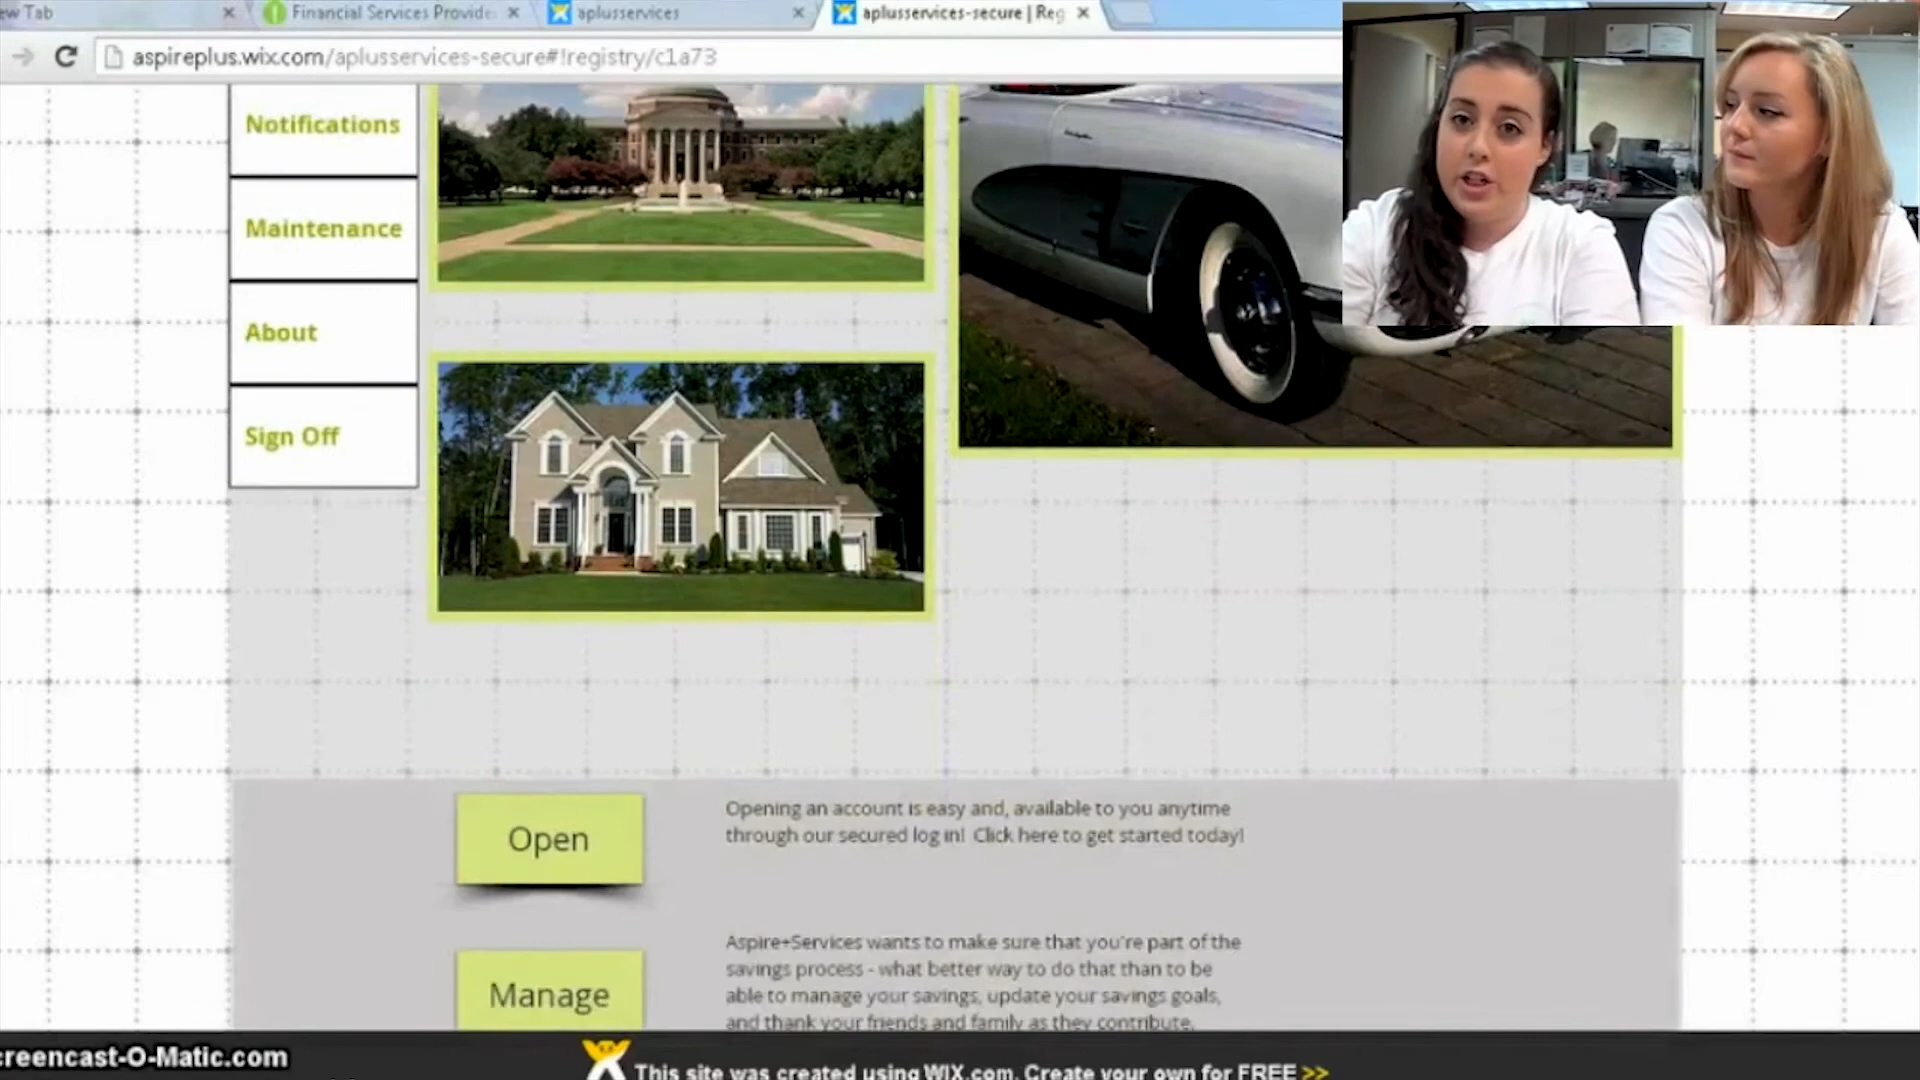 ew Tab
Financial Services Provide
aplusservices
aplusservices-secure | Reg
aspireplus.wix.com/aplusservices-secure#!registry/c1a73
Notifications
Maintenance
About
Sign Off
Open
Opening an account is easy and, available to you anytime
through our secured log in! Click here to get started today!
Manage
Aspire+Services wants to make sure that you're part of the
savings process - what better way to do that than to be
able to manage your savings, update your savings goals,
and thank your friends and family as they contribute.
creencast-O-Matic.com
This site was created using WIX.com. Create your own for FREE >>